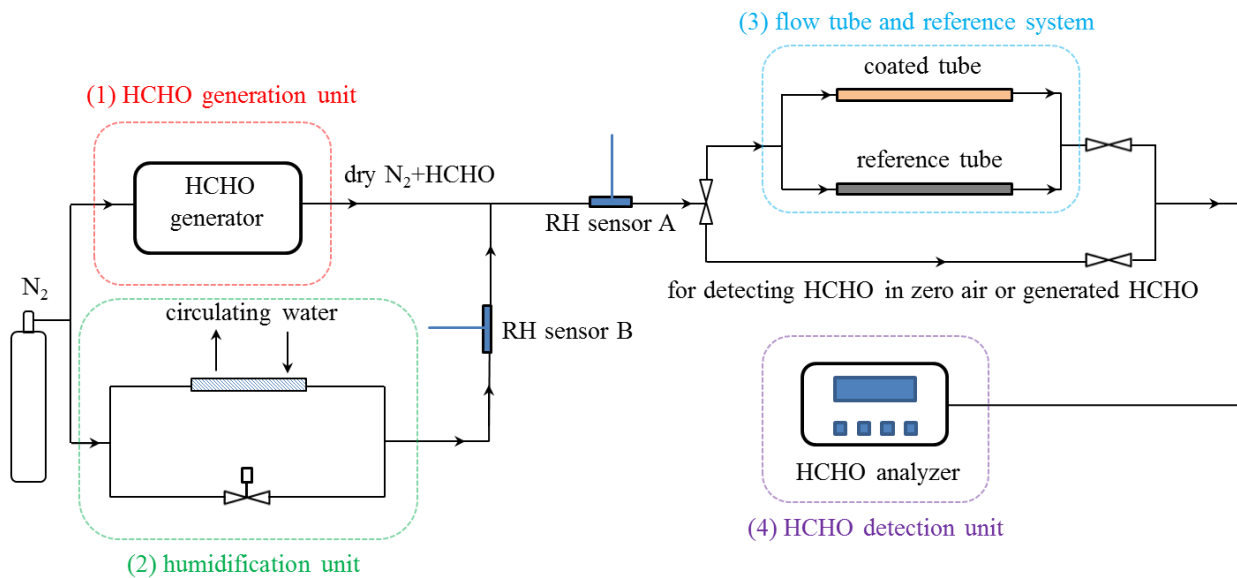 (3) flow tube and reference system
coated tube
(1) HCHO generation unit
HCHO
generator
dry N₂+HCHO
reference tube
RH sensor A
N₂
for detecting HCHO in zero air or generated HCHO
circulating water
RH sensor B
HCHO analyzer
(4) HCHO detection unit
(2) humidification unit